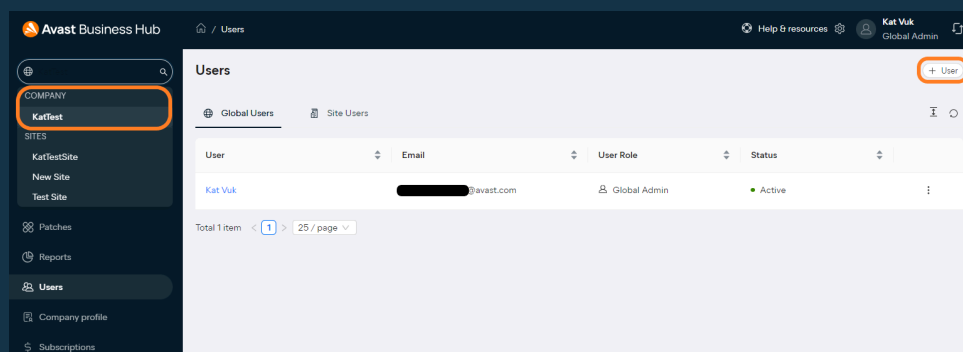 Avast Business Hub
/ Users
Help & resources
Kat Vuk
Global Admin
COMPANY
KatTest
SITES
KatTestSite
New Site
Test Site
Patches
Reports
Users
Company profile
Subscriptions
Users
+ User
Global Users
Site Users
User
Email
User Role
Status
Kat Vuk
@avast.com
Global Admin
Active
Total 1 item < 1 > 25 / page